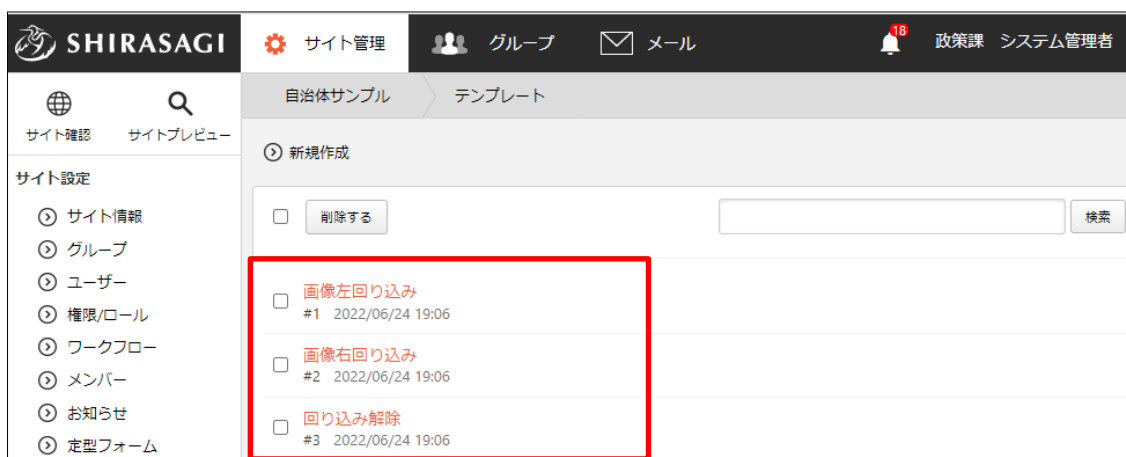 SHIRASAGI
サイト管理
グループ
メール
18
政策課 システム管理者
サイト確認
サイトプレビュー
サイト設定
サイト情報
グループ
ユーザー
権限/ロール
ワークフロー
メンバー
お知らせ
定型フォーム
自治体サンプル
テンプレート
新規作成
削除する
検索
画像左回り込み
#1 2022/06/24 19:06
画像右回り込み
#2 2022/06/24 19:06
回り込み解除
#3 2022/06/24 19:06